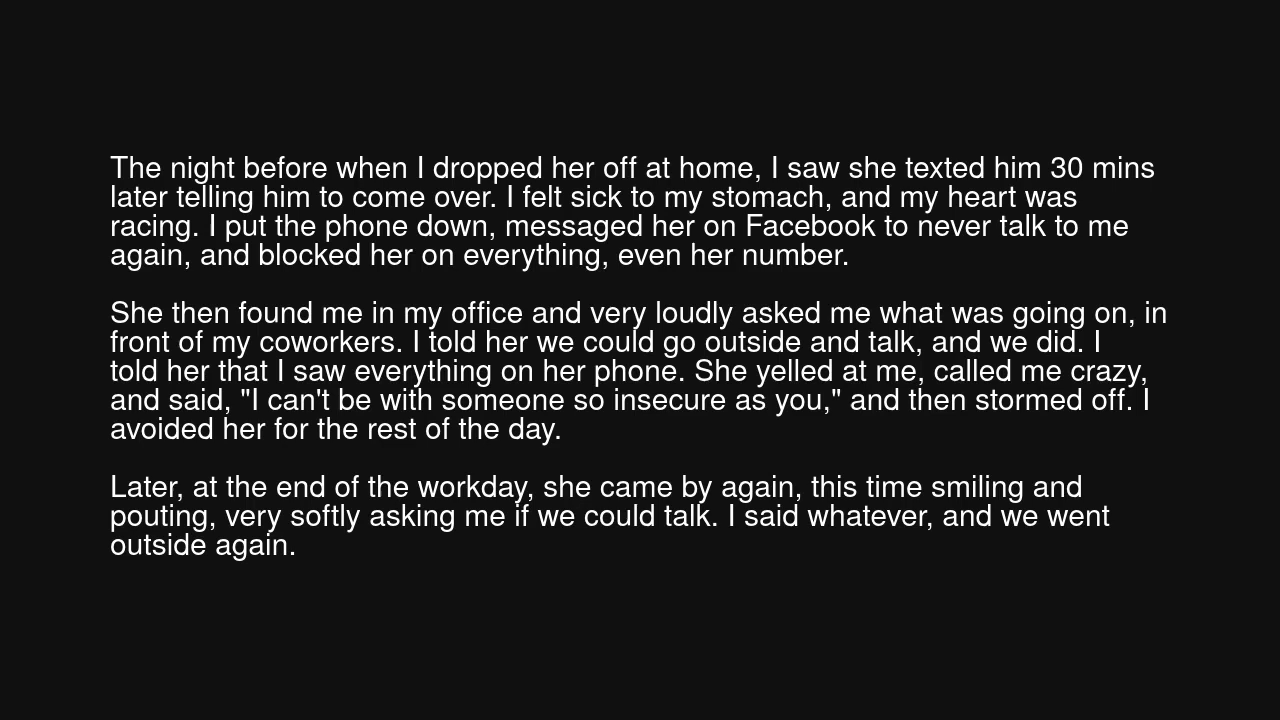 The night before when I dropped her off at home, I saw she texted him 30 mins
later telling him to come over. I felt sick to my stomach, and my heart was
racing. I put the phone down, messaged her on Facebook to never talk to me
again, and blocked her on everything, even her number.
She then found me in my office and very loudly asked me what was going on, in
front of my coworkers. I told her we could go outside and talk, and we did. I
told her that I saw everything on her phone. She yelled at me, called me crazy,
and said, "I can't be with someone so insecure as you," and then stormed off. I
avoided her for the rest of the day.
Later, at the end of the workday, she came by again, this time smiling and
pouting, very softly asking me if we could talk. I said whatever, and we went
outside again.